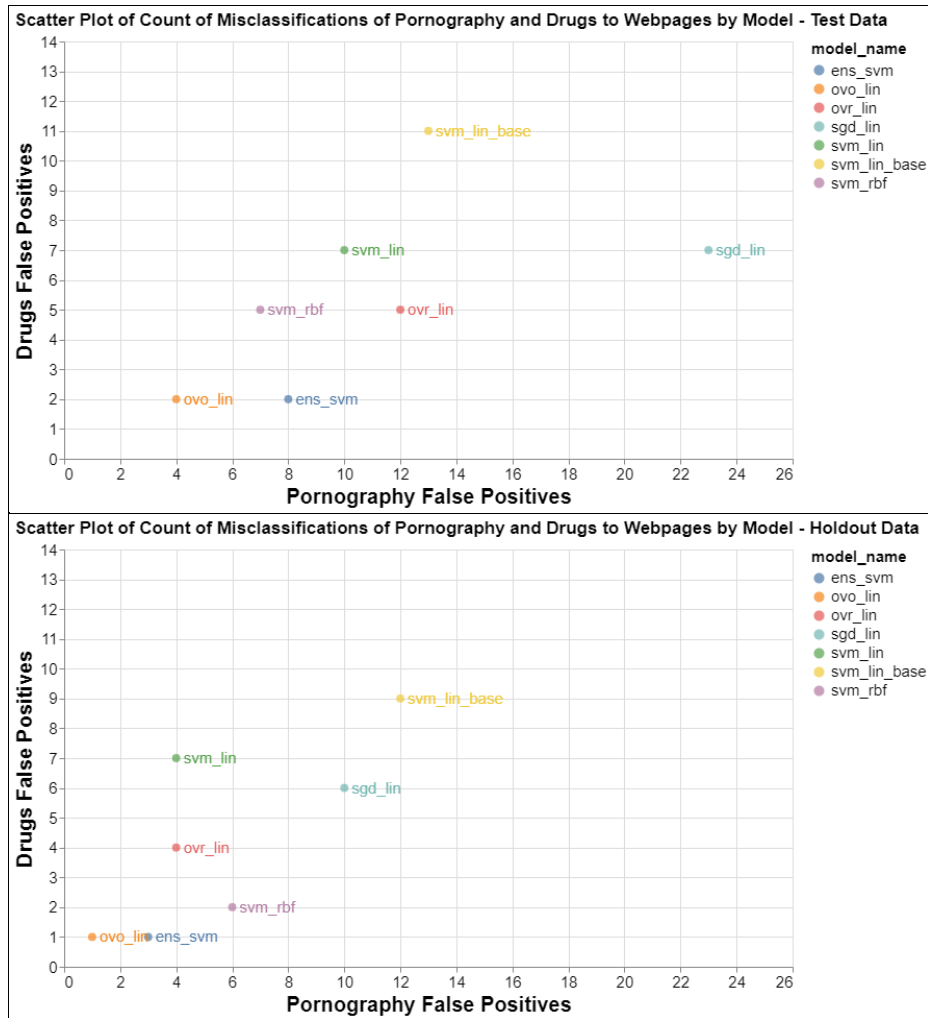 Scatter Plot of Count of Misclassifications of Pornography and Drugs to Webpages by Model - Test Data
model_name
ens_svm
ovo_lin
ovr_lin
sgd_lin
svm_lin
svm_lin_base
svm_rbf
Drugs False Positives
14
13
12
11
10
9
8
7
6
5
4
3
2
1
0
svm_lin_base
svm_lin
sgd_lin
svm_rbf
ovr_lin
ovo_lin
ens_svm
0 2 4 6 8 10 12 14 16 18 20 22 24 26
Pornography False Positives
Scatter Plot of Count of Misclassifications of Pornography and Drugs to Webpages by Model - Holdout Data
model_name
ens_svm
ovo_lin
ovr_lin
sgd_lin
svm_lin
svm_lin_base
svm_rbf
Drugs False Positives
14
13
12
11
10
9
8
7
6
5
4
3
2
1
0
svm_lin_base
svm_lin
sgd_lin
ovr_lin
svm_rbf
ovo_lin
ens_svm
0 2 4 6 8 10 12 14 16 18 20 22 24 26
Pornography False Positives